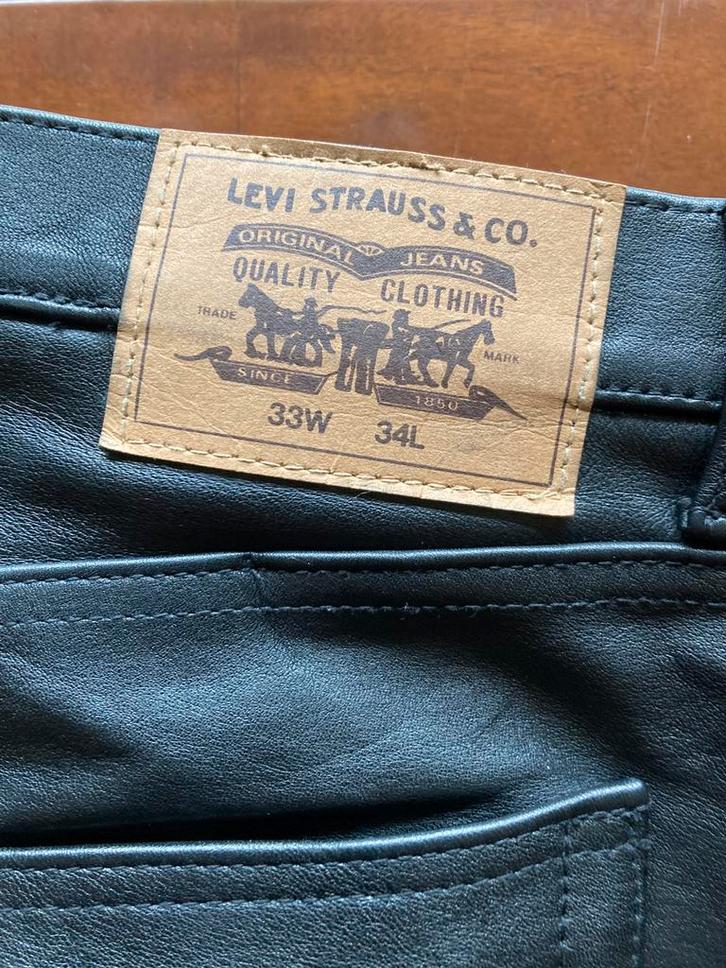 LEVI STRAUSS & CO.
ORIGINAL JEANS
QUALITY CLOTHING
TRADE MARK
SINCE 1850
33W 34L